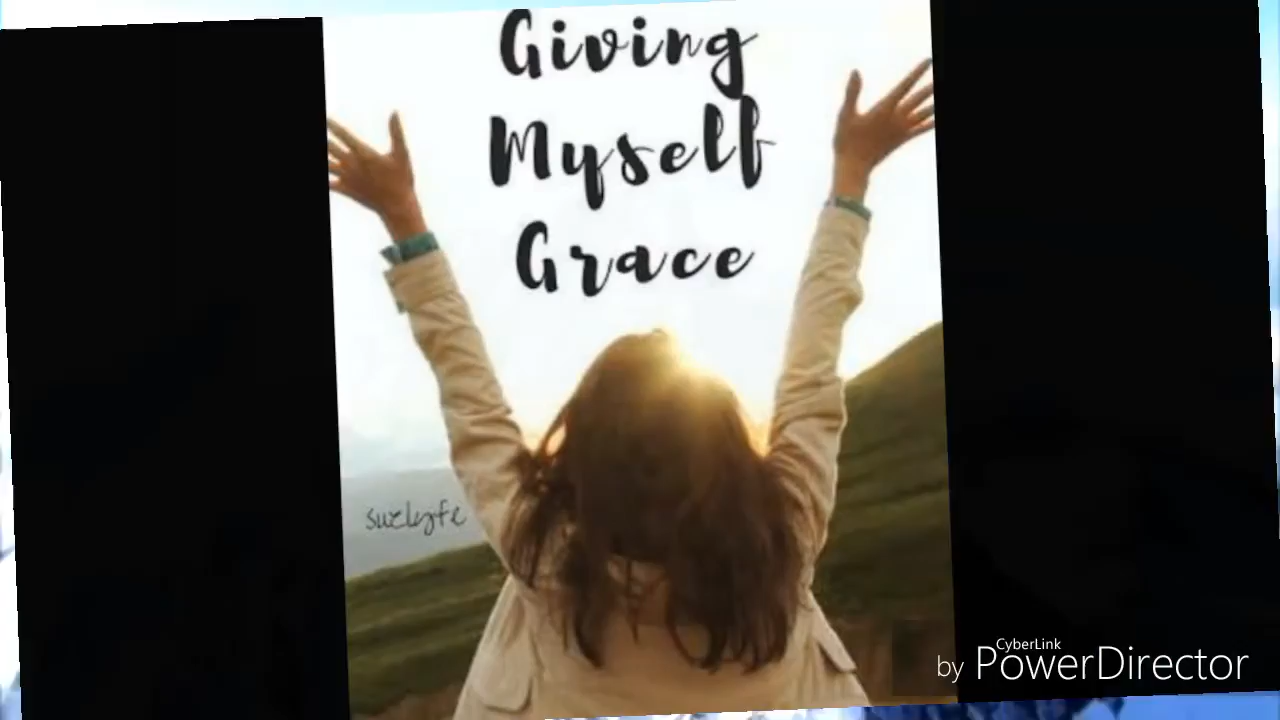 Giving
Myself
Grace
suzlyfe
CyberLink
by PowerDirector